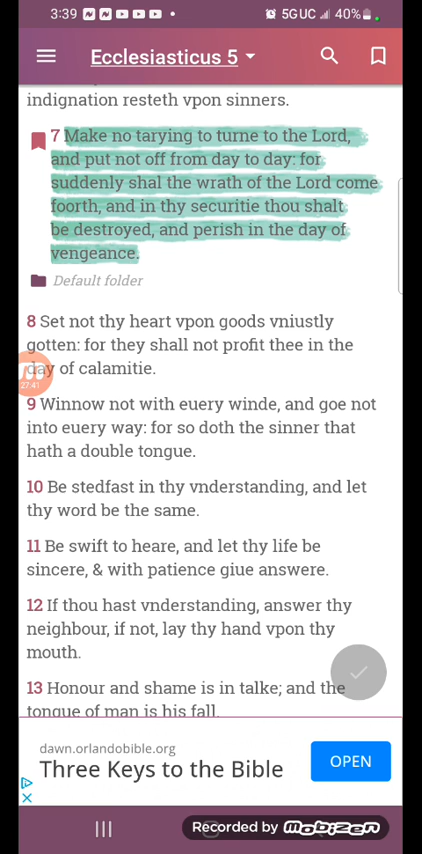 3:39
5GUC
40%
Ecclesiasticus 5
indignation resteth vpon sinners.
7 Make no tarying to turne to the Lord,
and put not off from day to day: for
suddenly shal the wrath of the Lord come
foorth, and in thy securitie thou shalt
be destroyed, and perish in the day of
vengeance.
Default folder
8 Set not thy heart vpon goods vniustly
gotten: for they shall not profit thee in the
day of calamitie.
27:41
9 Winnow not with euery winde, and goe not
into euery way: for so doth the sinner that
hath a double tongue.
10 Be stedfast in thy vnderstanding, and let
thy word be the same.
11 Be swift to heare, and let thy life be
sincere, & with patience giue answere.
12 If thou hast vnderstanding, answer thy
neighbour, if not, lay thy hand vpon thy
mouth.
13 Honour and shame is in talke; and the
tongue of man is his fall.
dawn.orlandobible.org
Three Keys to the Bible
OPEN
Recorded by mobizen